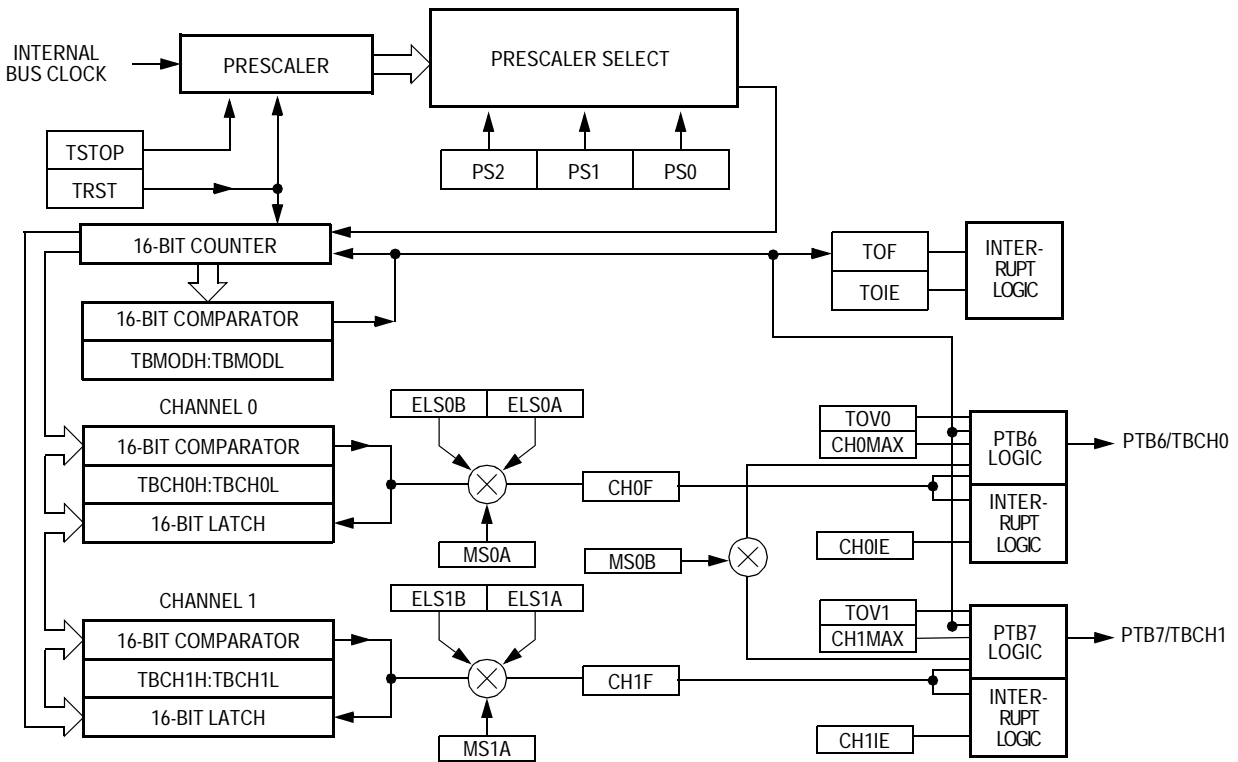 INTERNAL
BUS CLOCK
PRESCALER
PRESCALER SELECT
TSTOP
TRST
PS2
PS1
PS0
16-BIT COUNTER
16-BIT COMPARATOR
TBMODH:TBMODL
TOF
TOIE
INTER-
RUPT
LOGIC
CHANNEL 0
16-BIT COMPARATOR
TBCH0H:TBCH0L
16-BIT LATCH
ELS0B
ELS0A
MS0A
CH0F
MS0B
TOV0
CH0MAX
CH0IE
PTB6
LOGIC
INTER-
RUPT
LOGIC
PTB6/TBCH0
CHANNEL 1
16-BIT COMPARATOR
TBCH1H:TBCH1L
16-BIT LATCH
ELS1B
ELS1A
MS1A
CH1F
TOV1
CH1MAX
CH1IE
PTB7
LOGIC
INTER-
RUPT
LOGIC
PTB7/TBCH1